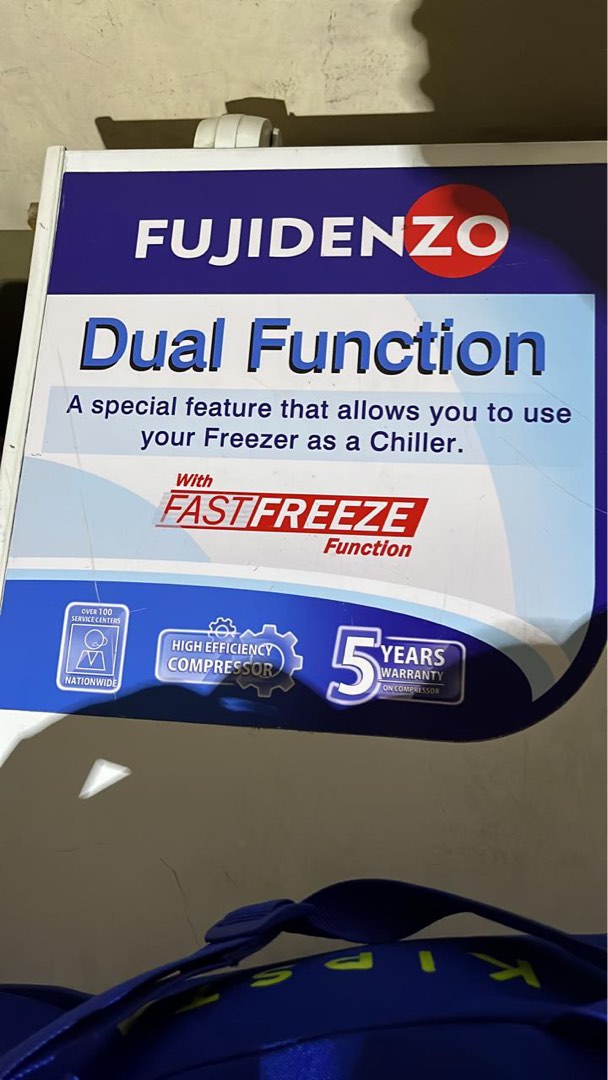 FUJIDENZO
Dual Function
A special feature that allows you to use
your Freezer as a Chiller.
With
FASTFREEZE
Function
OVER 100
SERVICE CENTERS
NATIONWIDE
HIGH EFFICIENCY
COMPRESSOR
5 YEARS
WARRANTY
ON COMPRESSOR
KIPST